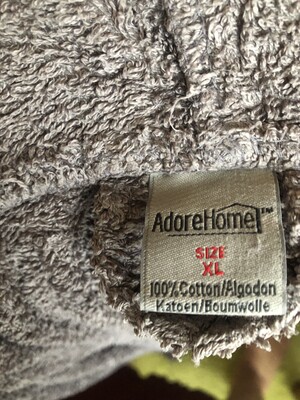 AdoreHome™
SIZE
XL
100% Cotton/Algodon
Katoen/Boumwolle